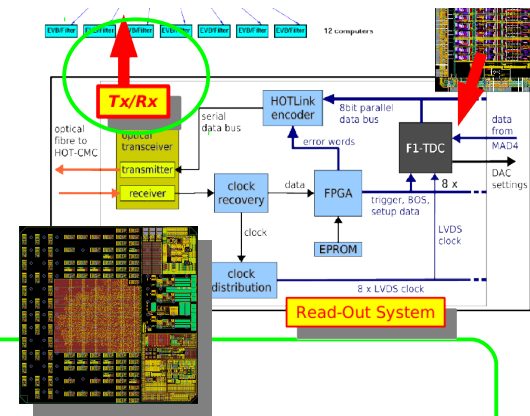 EVB/Filter EVB/Filter EVB/Filter EVB/Filter EVB/Filter EVB/Filter EVB/Filter 12 computers
Tx/Rx
HOTLink
encoder
8bit parallel
data bus
serial
data bus
optical
fibre to
HOT-CMC
optical
transceiver
transmitter
receiver
error words
F1-TDC
data
from
MAD4
DAC
settings
clock
recovery
data
FPGA
8 x
trigger, BOS,
setup data
LVDS
clock
clock
EPROM
clock
distribution
8 x LVDS clock
Read-Out System